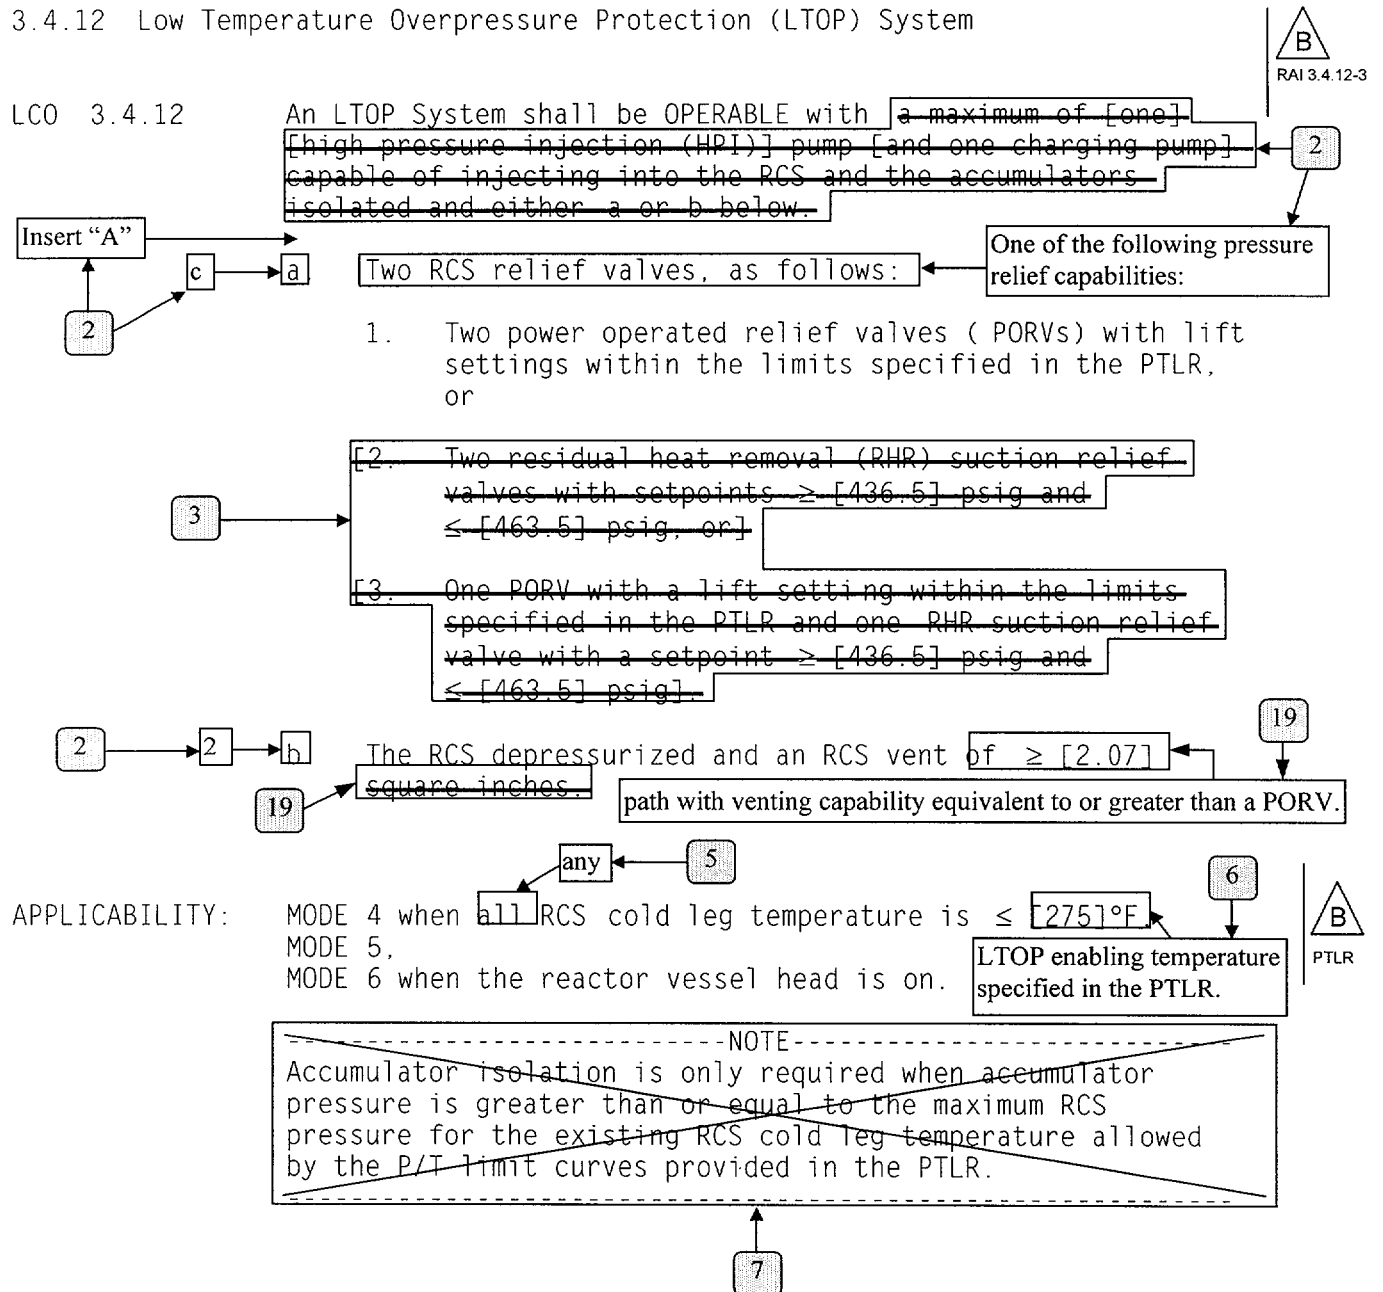 3.4.12 Low Temperature Overpressure Protection (LTOP) System
B
RAI 3.4.12-3
LCO 3.4.12 An LTOP System shall be OPERABLE with a maximum of [one]
[high pressure injection (HPI)] pump [and one charging pump]
2
capable of injecting into the RCS and the accumulators
isolated and either a or b below.
Insert "A"
One of the following pressure
relief capabilities:
c a. Two RCS relief valves, as follows:
2
1. Two power operated relief valves ( PORVs) with lift
settings within the limits specified in the PTLR,
or
[2. Two residual heat removal (RHR) suction relief
valves with setpoints ≥ [436.5] psig and
3
≤ [463.5] psig, or]
[3. One PORV with a lift setting within the limits
specified in the PTLR and one RHR suction relief
valve with a setpoint ≥ [436.5] psig and
≤ [463.5] psig].
19
2 2 b. The RCS depressurized and an RCS vent of ≥ [2.07]
square inches.
19
path with venting capability equivalent to or greater than a PORV.
any 5
6
APPLICABILITY: MODE 4 when all RCS cold leg temperature is ≤ [275]°F,
B
PTLR
MODE 5,
MODE 6 when the reactor vessel head is on.
LTOP enabling temperature
specified in the PTLR.
----------------------------NOTE----------------------------
Accumulator isolation is only required when accumulator
pressure is greater than or equal to the maximum RCS
pressure for the existing RCS cold leg temperature allowed
by the P/T limit curves provided in the PTLR.
------------------------------------------------------------
7